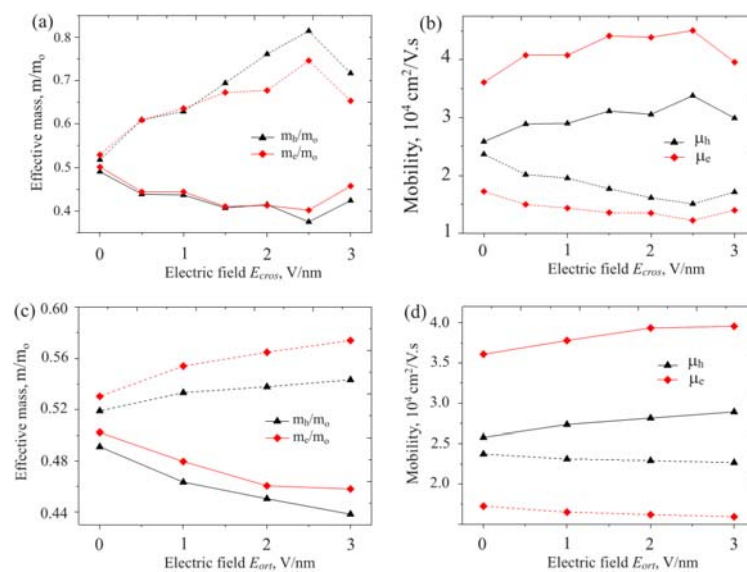 (a)
0.8
0.7
0.6
0.5
0.4
Effective mass, m/mₒ
mₕ/mₒ
mₑ/mₒ
0 1 2 3
Electric field Ecros, V/nm
(b)
4
3
2
1
Mobility, 10⁴ cm²/V.s
μₕ
μₑ
0 1 2 3
Electric field Ecros, V/nm
(c)
0.60
0.56
0.52
0.48
0.44
Effective mass, m/mₒ
mₕ/mₒ
mₑ/mₒ
0 1 2 3
Electric field Eort, V/nm
(d)
4.0
3.5
3.0
2.5
2.0
Mobility, 10⁴ cm²/V.s
μₕ
μₑ
0 1 2 3
Electric field Eort, V/nm